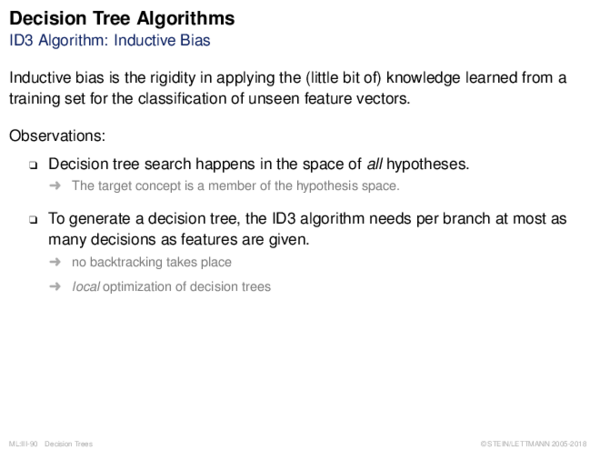 Decision Tree Algorithms
ID3 Algorithm: Inductive Bias
Inductive bias is the rigidity in applying the (little bit of) knowledge learned from a
training set for the classification of unseen feature vectors.
Observations:
❑ Decision tree search happens in the space of all hypotheses.
➜ The target concept is a member of the hypothesis space.
❑ To generate a decision tree, the ID3 algorithm needs per branch at most as
many decisions as features are given.
➜ no backtracking takes place
➜ local optimization of decision trees
ML:III-90 Decision Trees
© STEIN/LETTMANN 2005-2018